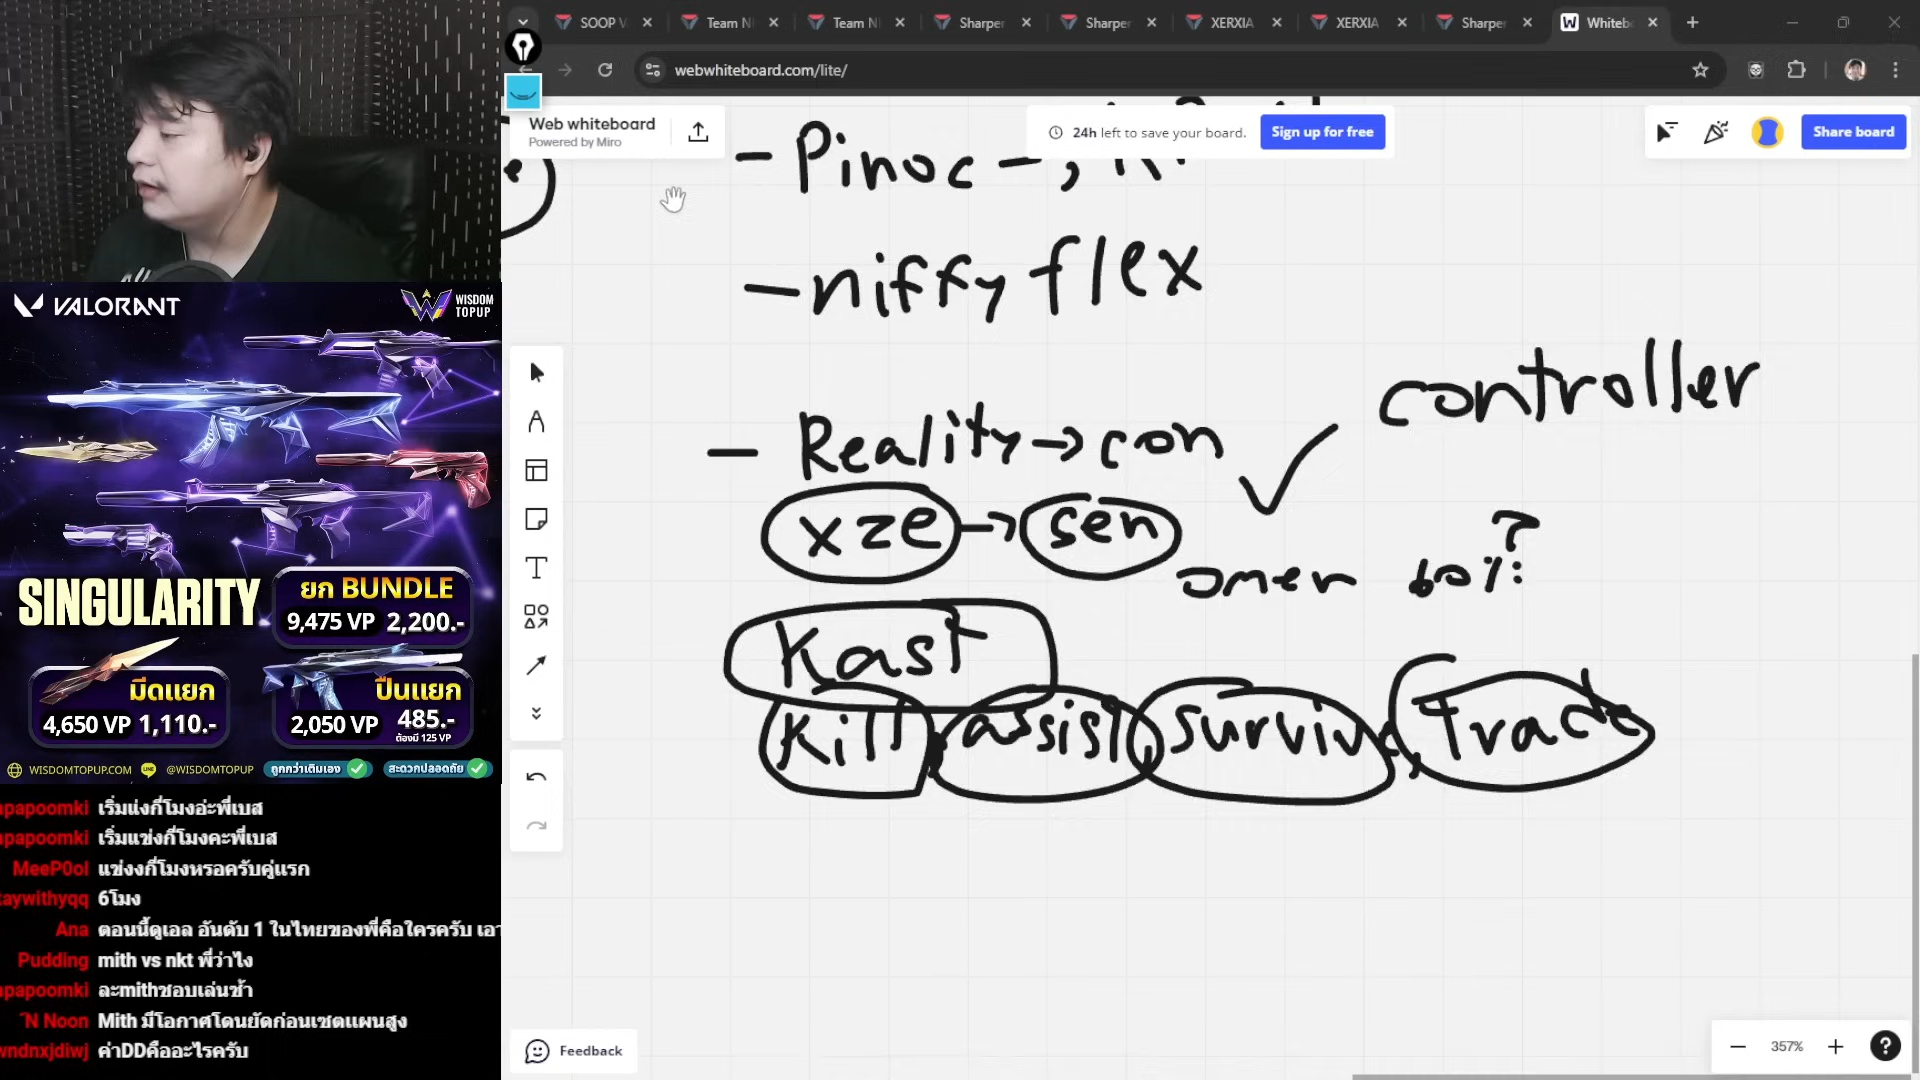 SOOP V
Team N
Team N
Sharper
Sharper
XERXIA
XERXIA
Sharper
Whiteb
webwhiteboard.com/lite/
Web whiteboard
Powered by Miro
24h left to save your board.
Sign up for free
Share board
- Pinoc -,
- niffy flex
controller
- Reality → con
xze → sen
?
omen 60%:
Kast
Kill, assist, survive, Trade
VALORANT
WISDOM
TOPUP
SINGULARITY
ยก BUNDLE
9,475 VP 2,200.-
มีดแยก
4,650 VP 1,110.-
ปืนแยก
2,050 VP 485.-
ต้องมี 125 VP
WISDOMTOPUP.COM
@WISDOMTOPUP
ถูกกว่าเติมเอง
สะดวกปลอดภัย
papoomki เริ่มแ่งกี่โมงอ่ะพี่เบส
papoomki เริ่มแข่งกี่โมงคะพี่เบส
MeeP0ol แข่งงกี่โมงหรอครับคู่แรก
taywithyqq 6โมง
Ana ตอนนี้ดูเอล อันดับ 1 ในไทยของพี่คือใครครับ เอา
Pudding mith vs nkt พี่ว่าไง
papoomki ละmithชอบเล่นซ้ำ
N Noon Mith มีโอกาศโดนยัดก่อนเซตแผนสูง
wndnxjdiwj ค่าDDคืออะไรครับ
Feedback
357%